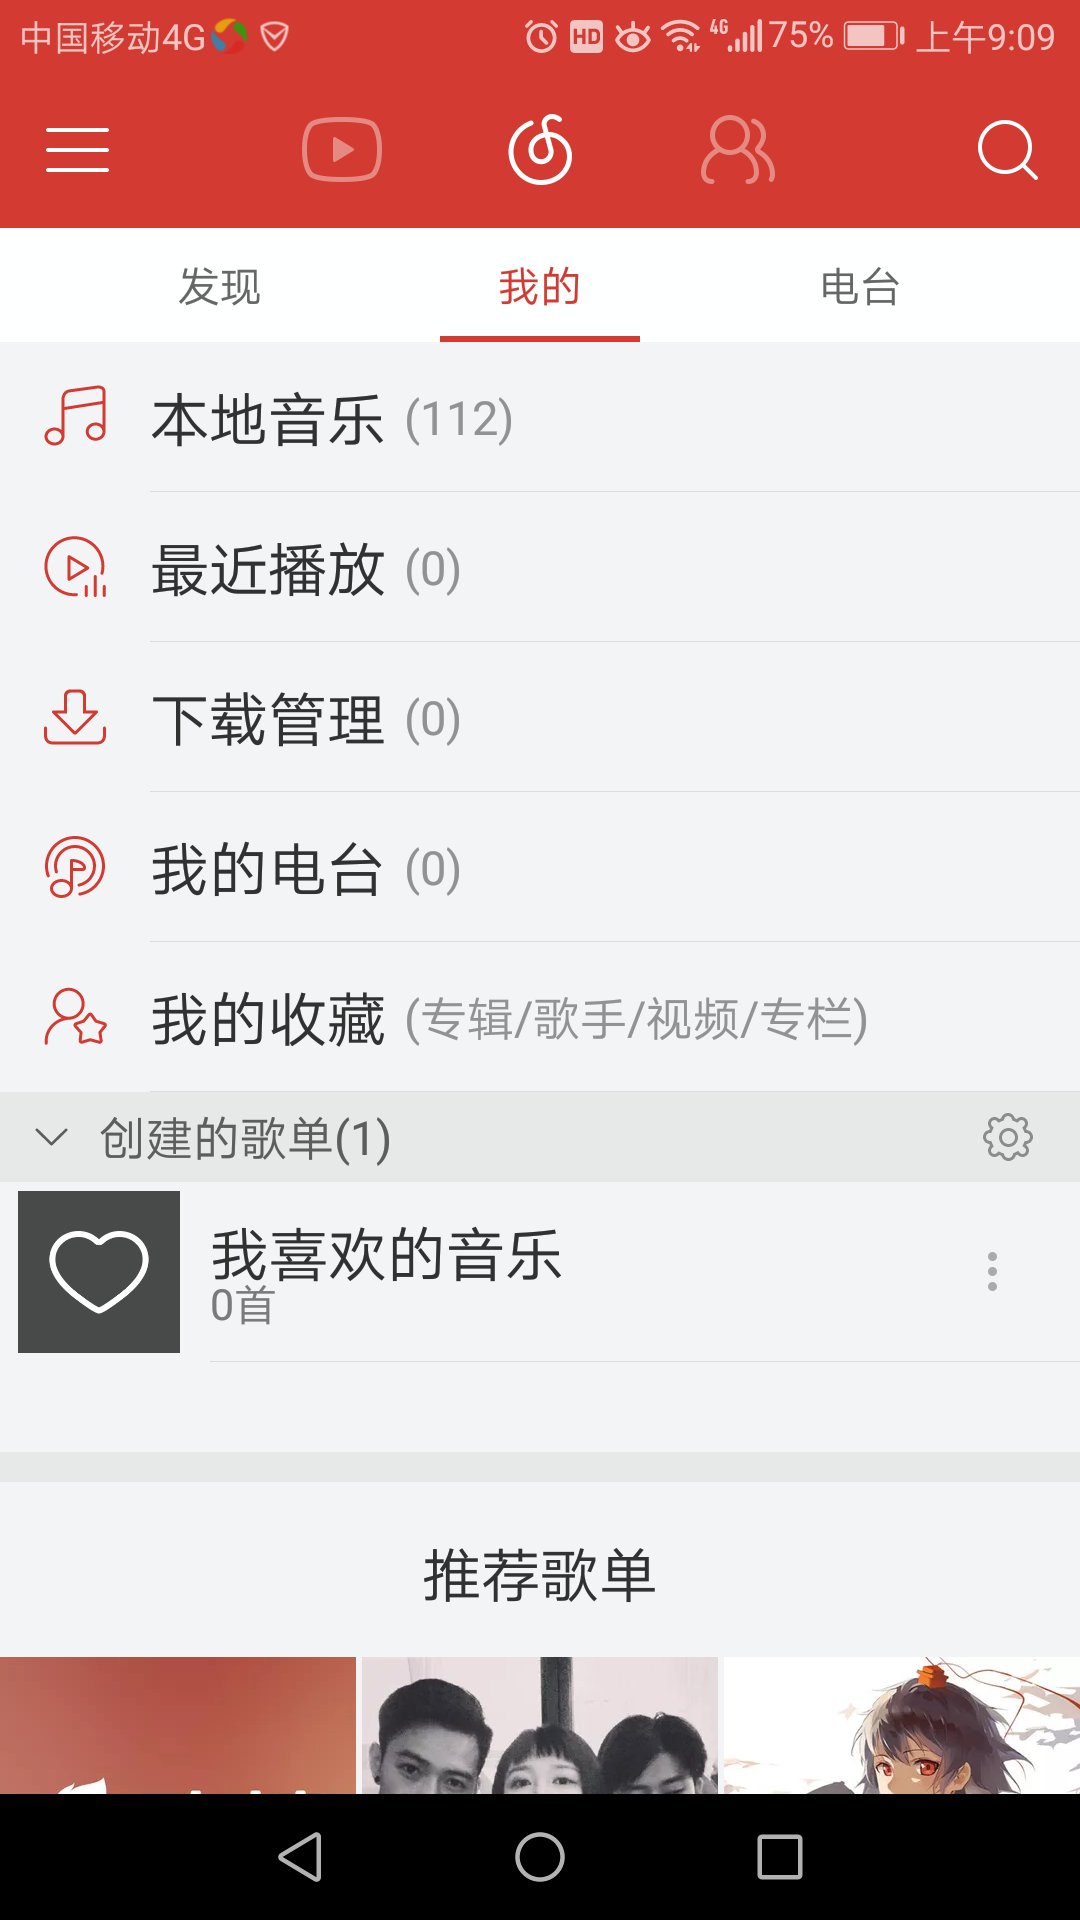 中国移动4G HD 4G 75% 上午9:09
发现 我的 电台
本地音乐 (112)
最近播放 (0)
下载管理 (0)
我的电台 (0)
我的收藏 (专辑/歌手/视频/专栏)
创建的歌单(1)
我喜欢的音乐
0首
推荐歌单